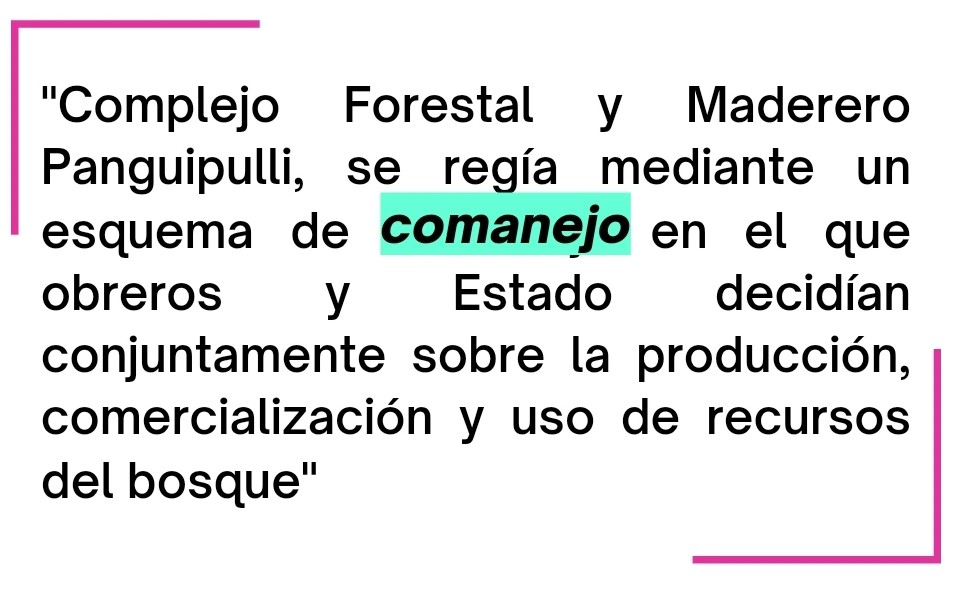 "Complejo Forestal y Maderero
Panguipulli, se regía mediante un
esquema de comanejo en el que
obreros y Estado decidían
conjuntamente sobre la producción,
comercialización y uso de recursos
del bosque"